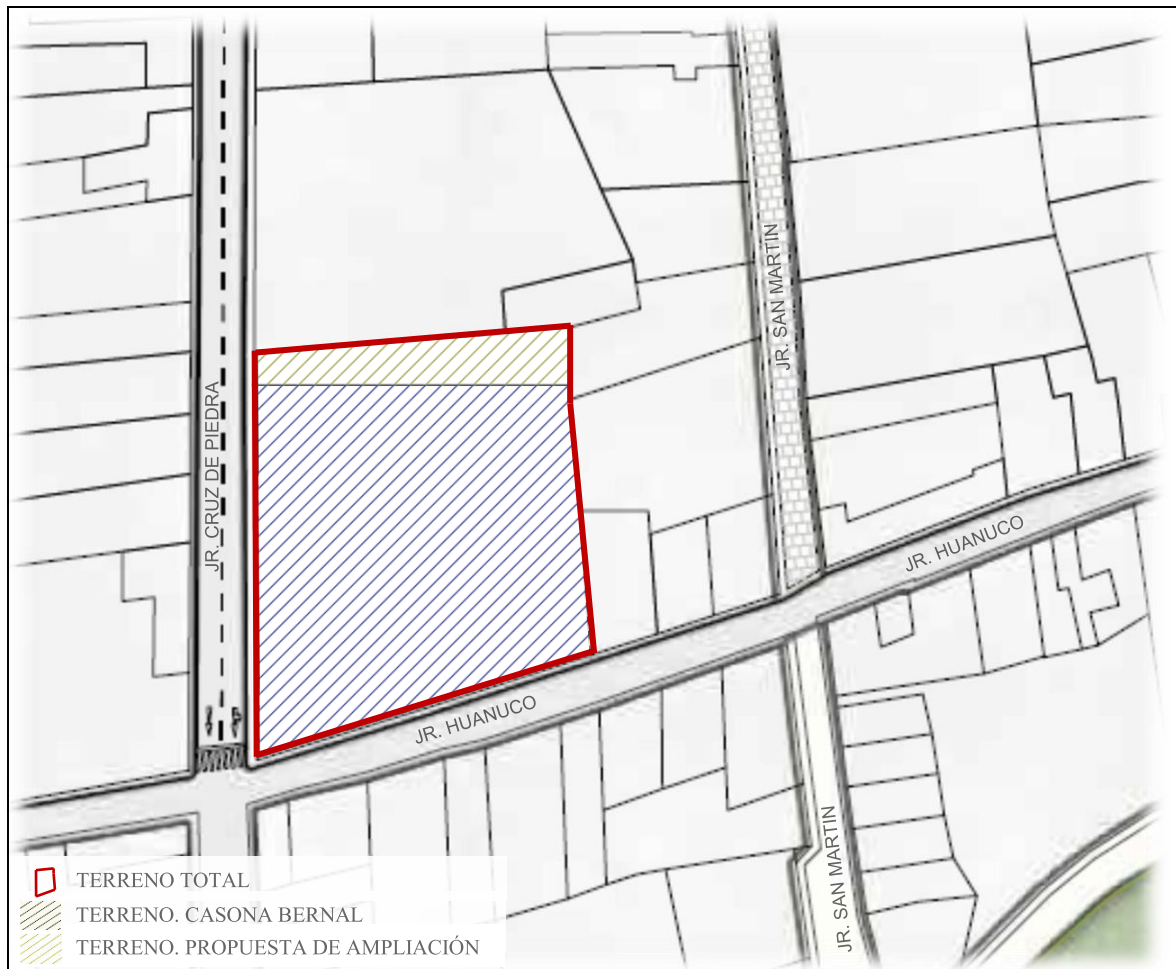 JR. SAN MARTIN
JR. CRUZ DE PIEDRA
JR. HUANUCO
JR. HUANUCO
JR. SAN MARTIN
TERRENO TOTAL
TERRENO. CASONA BERNAL
TERRENO. PROPUESTA DE AMPLIACIÓN